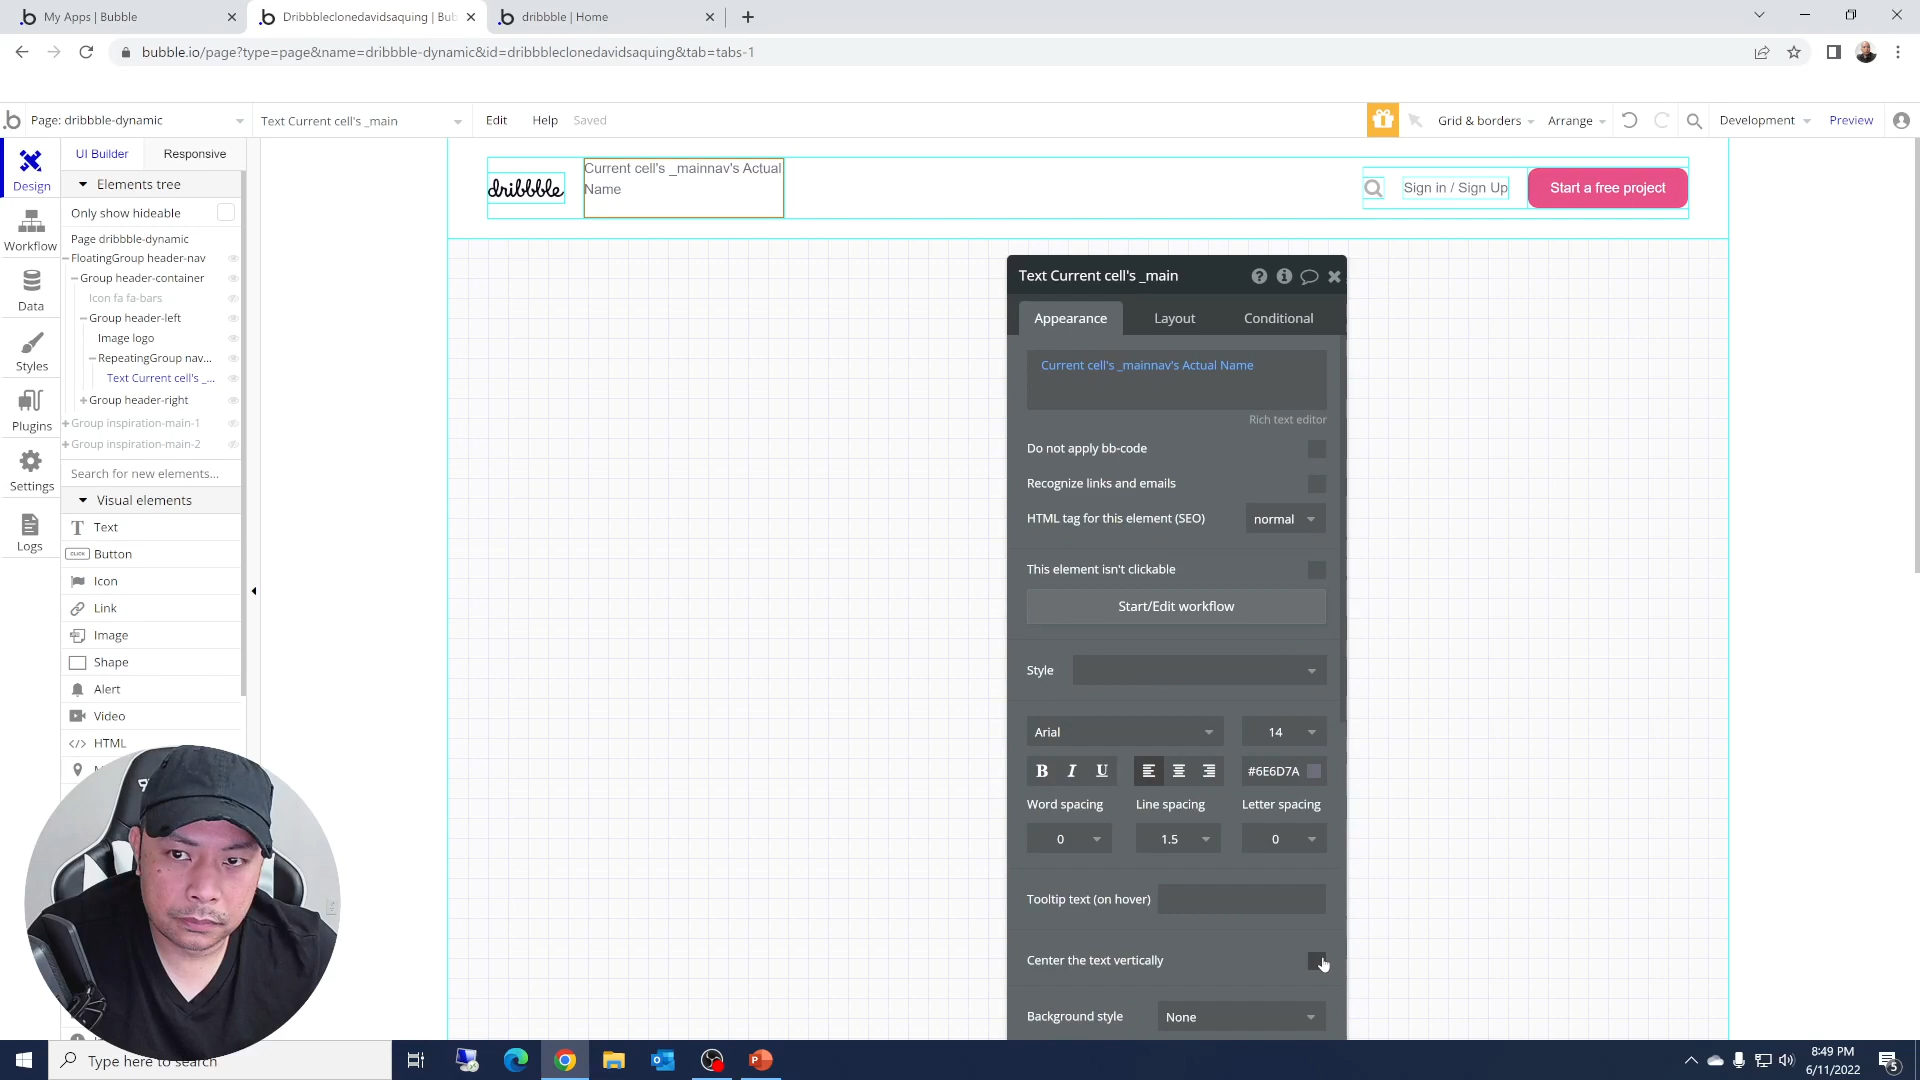 My Apps | Bubble
Dribbbleclonedavidsaquing | Bub
dribbble | Home
bubble.io/page?type=page&name=dribbble-dynamic&id=dribbbleclonedavidsaquing&tab=tabs-1
Page: dribbble-dynamic
Text Current cell's _main
Edit
Help
Saved
Grid & borders
Arrange
Development
Preview
Design
Workflow
Data
Styles
Plugins
Settings
Logs
UI Builder
Responsive
Elements tree
Only show hideable
Page dribbble-dynamic
FloatingGroup header-nav
Group header-container
Icon fa fa-bars
Group header-left
Image logo
RepeatingGroup nav...
Text Current cell's _...
Group header-right
Group inspiration-main-1
Group inspiration-main-2
Search for new elements...
Visual elements
Text
CLICK Button
Icon
Link
Image
Shape
Alert
Video
</> HTML
dribbble
Current cell's _mainnav's Actual
Name
Sign in / Sign Up
Start a free project
Text Current cell's _main
Appearance
Layout
Conditional
Current cell's _mainnav's Actual Name
Rich text editor
Do not apply bb-code
Recognize links and emails
HTML tag for this element (SEO)
normal
This element isn't clickable
Start/Edit workflow
Style
Arial
14
B I U
#6E6D7A
Word spacing
Line spacing
Letter spacing
0
1.5
0
Tooltip text (on hover)
Center the text vertically
Background style
None
Type here to search
8:49 PM
6/11/2022
5